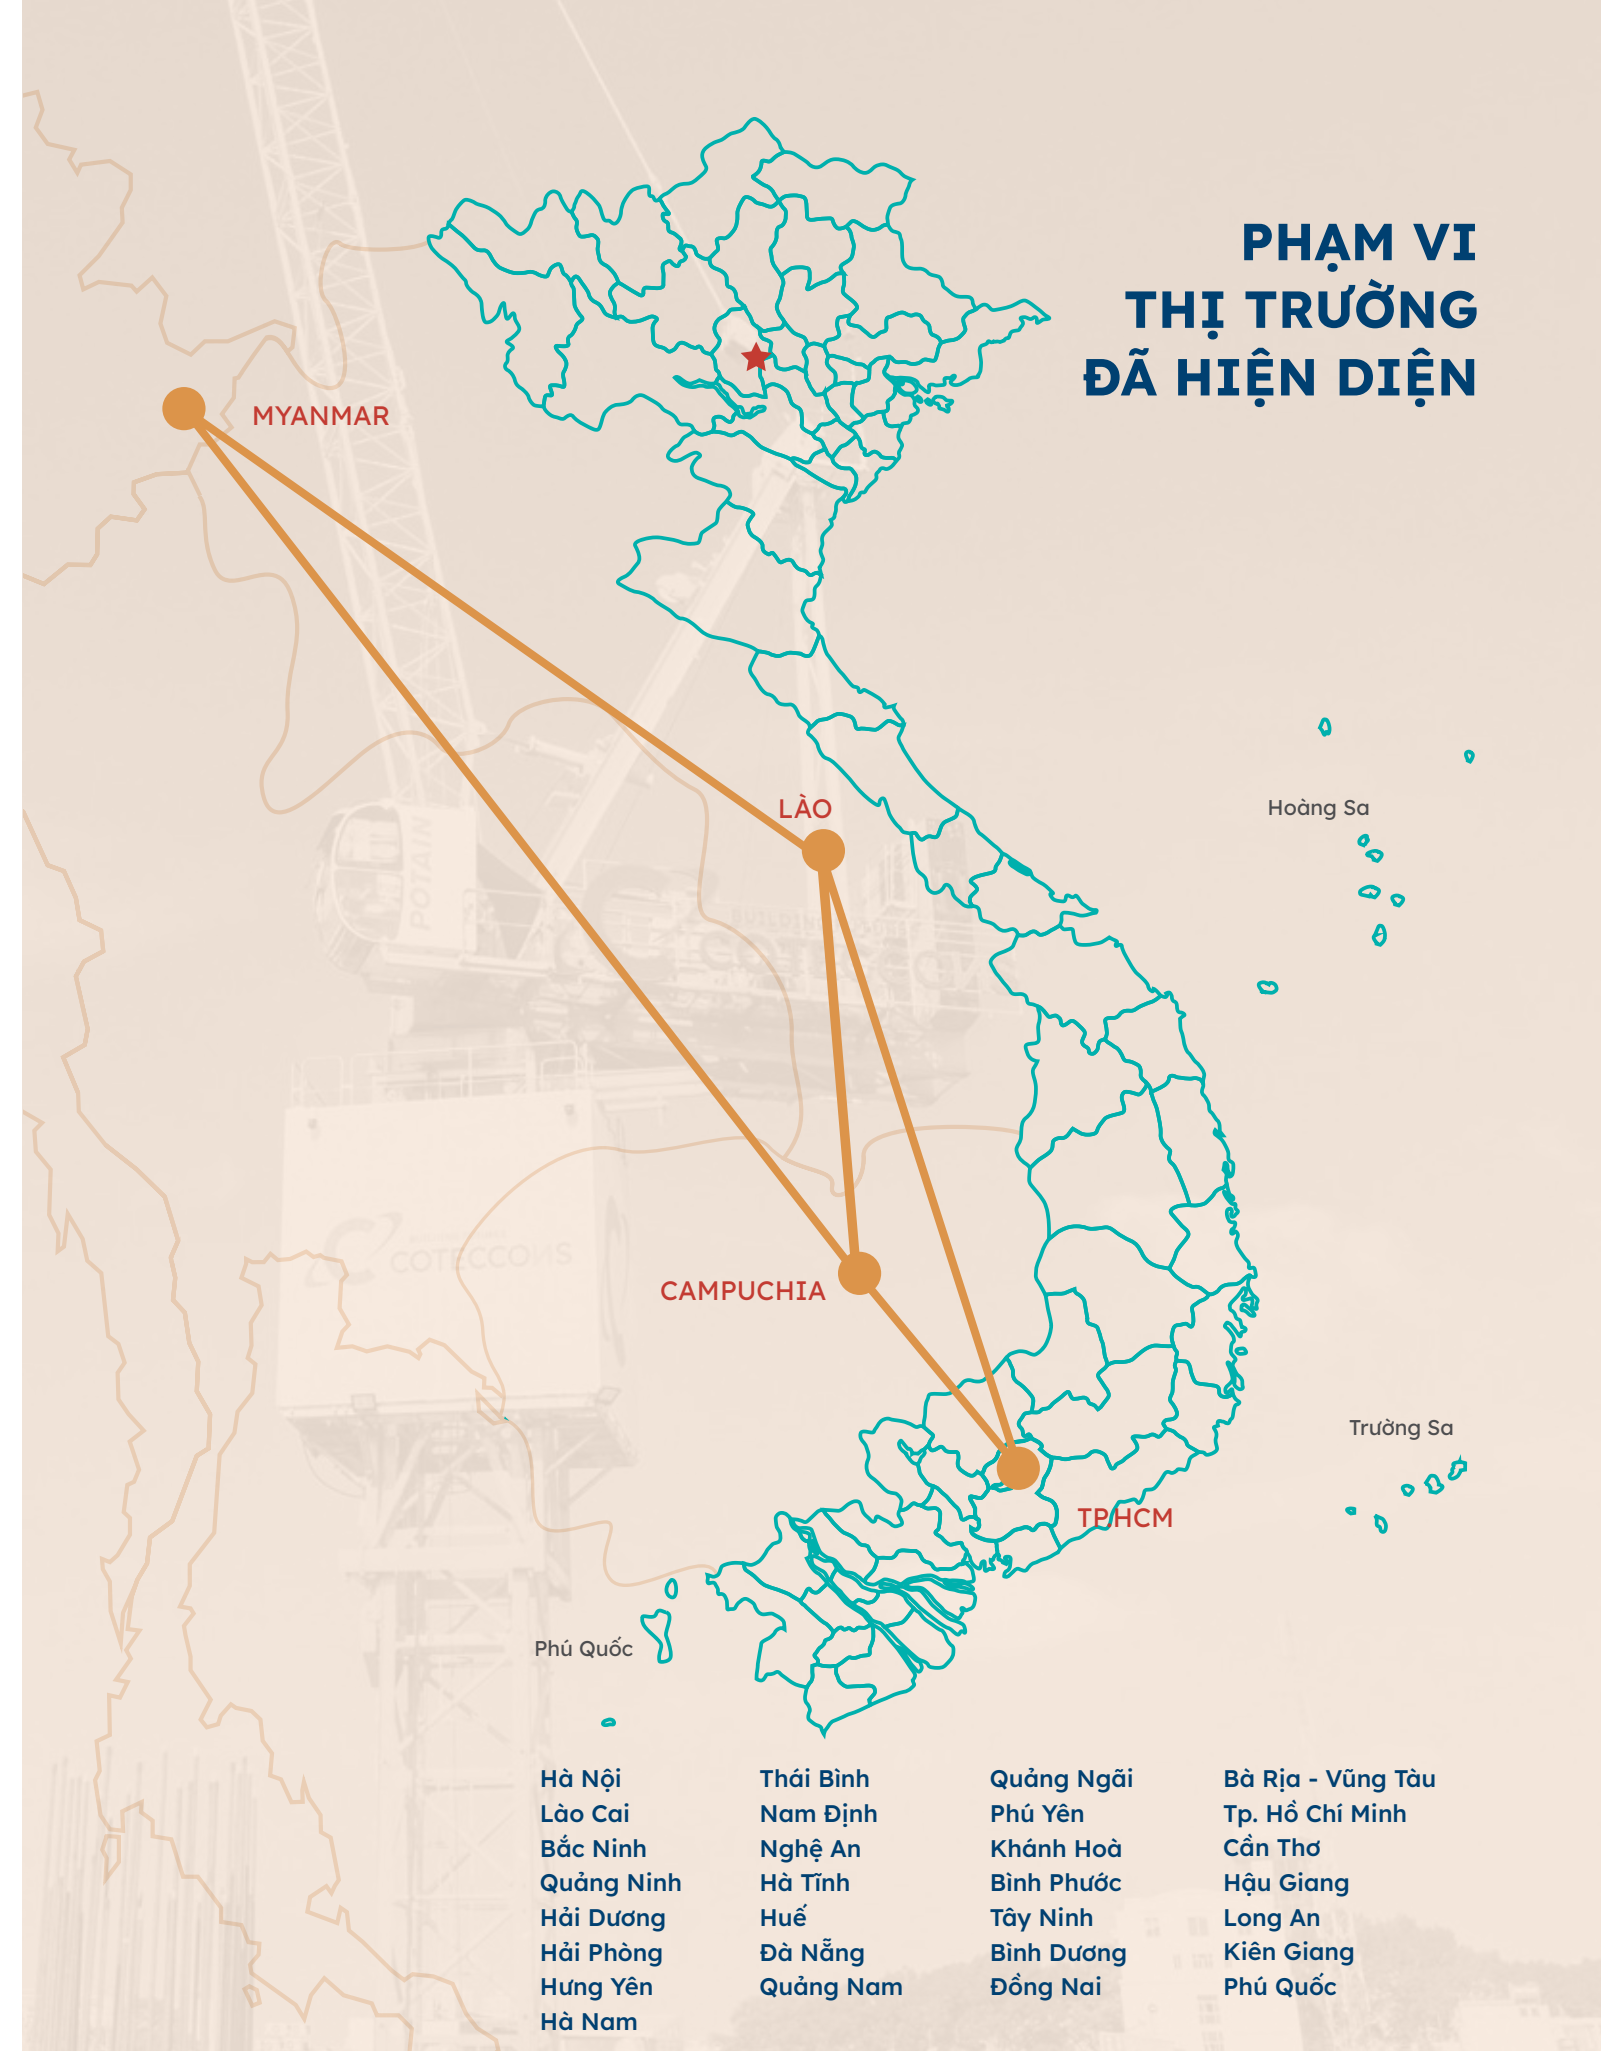 PHẠM VI
THỊ TRƯỜNG
ĐÃ HIỆN DIỆN
MYANMAR
LÀO
Hoàng Sa
POTAIN
COTECCONS
CAMPUCHIA
COTECCONS
Trường Sa
TP.HCM
Phú Quốc
Hà Nội
Lào Cai
Bắc Ninh
Quảng Ninh
Hải Dương
Hải Phòng
Hưng Yên
Hà Nam
Thái Bình
Nam Định
Nghệ An
Hà Tĩnh
Huế
Đà Nẵng
Quảng Nam
Quảng Ngãi
Phú Yên
Khánh Hoà
Bình Phước
Tây Ninh
Bình Dương
Đồng Nai
Bà Rịa - Vũng Tàu
Tp. Hồ Chí Minh
Cần Thơ
Hậu Giang
Long An
Kiên Giang
Phú Quốc